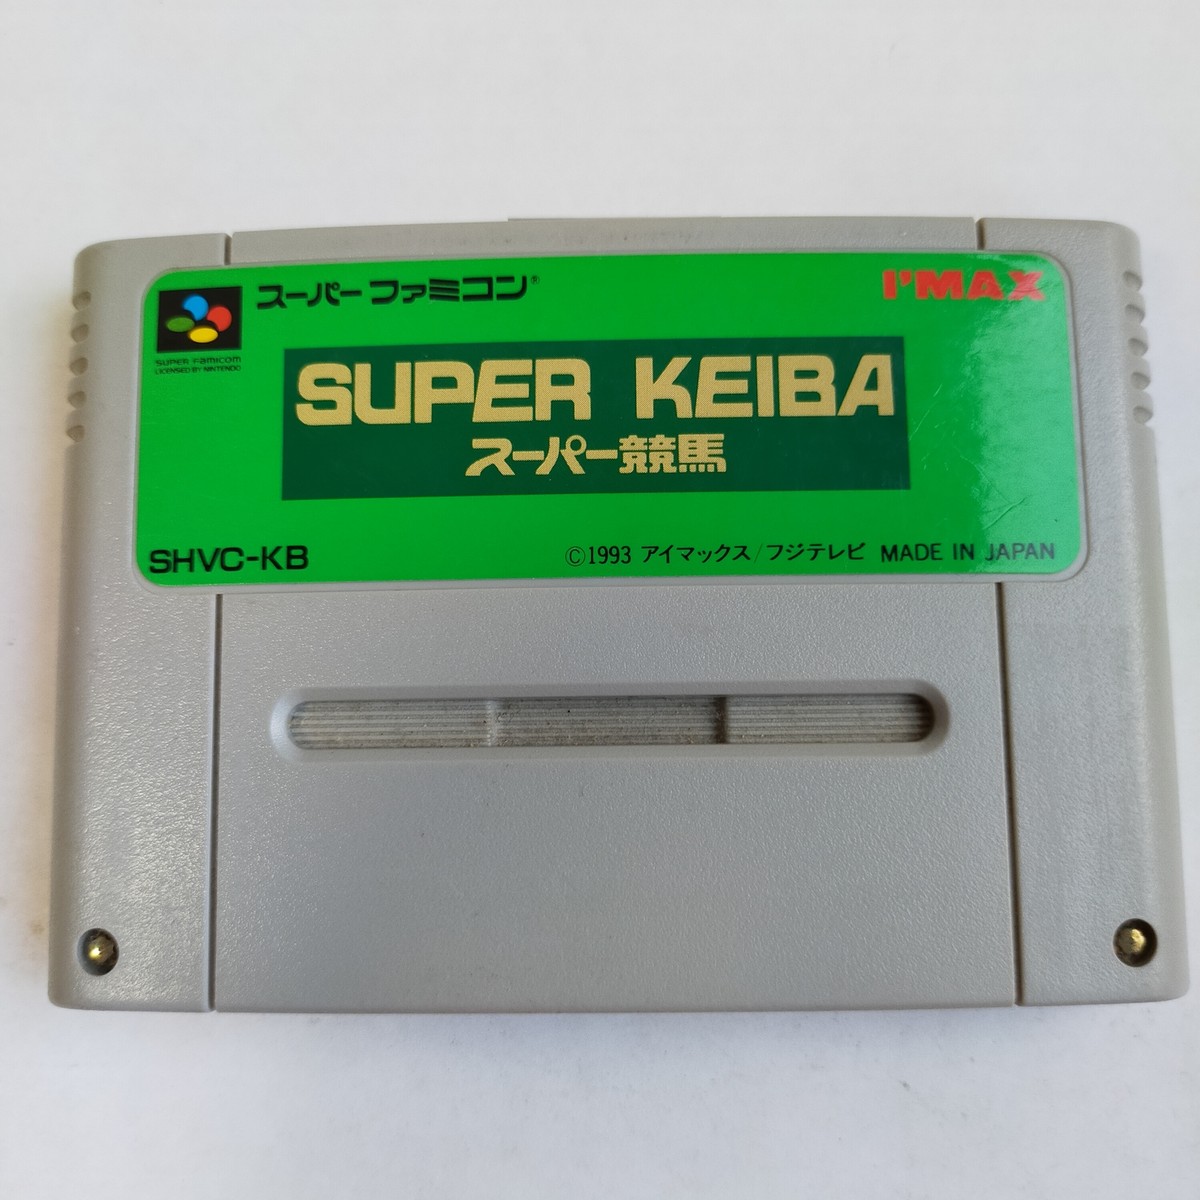 スーパーファミコン®
I'MAX
SUPER FAMICOM
LICENSED BY NINTENDO
SUPER KEIBA
スーパー競馬
SHVC-KB
©1993 アイマックス/フジテレビ MADE IN JAPAN